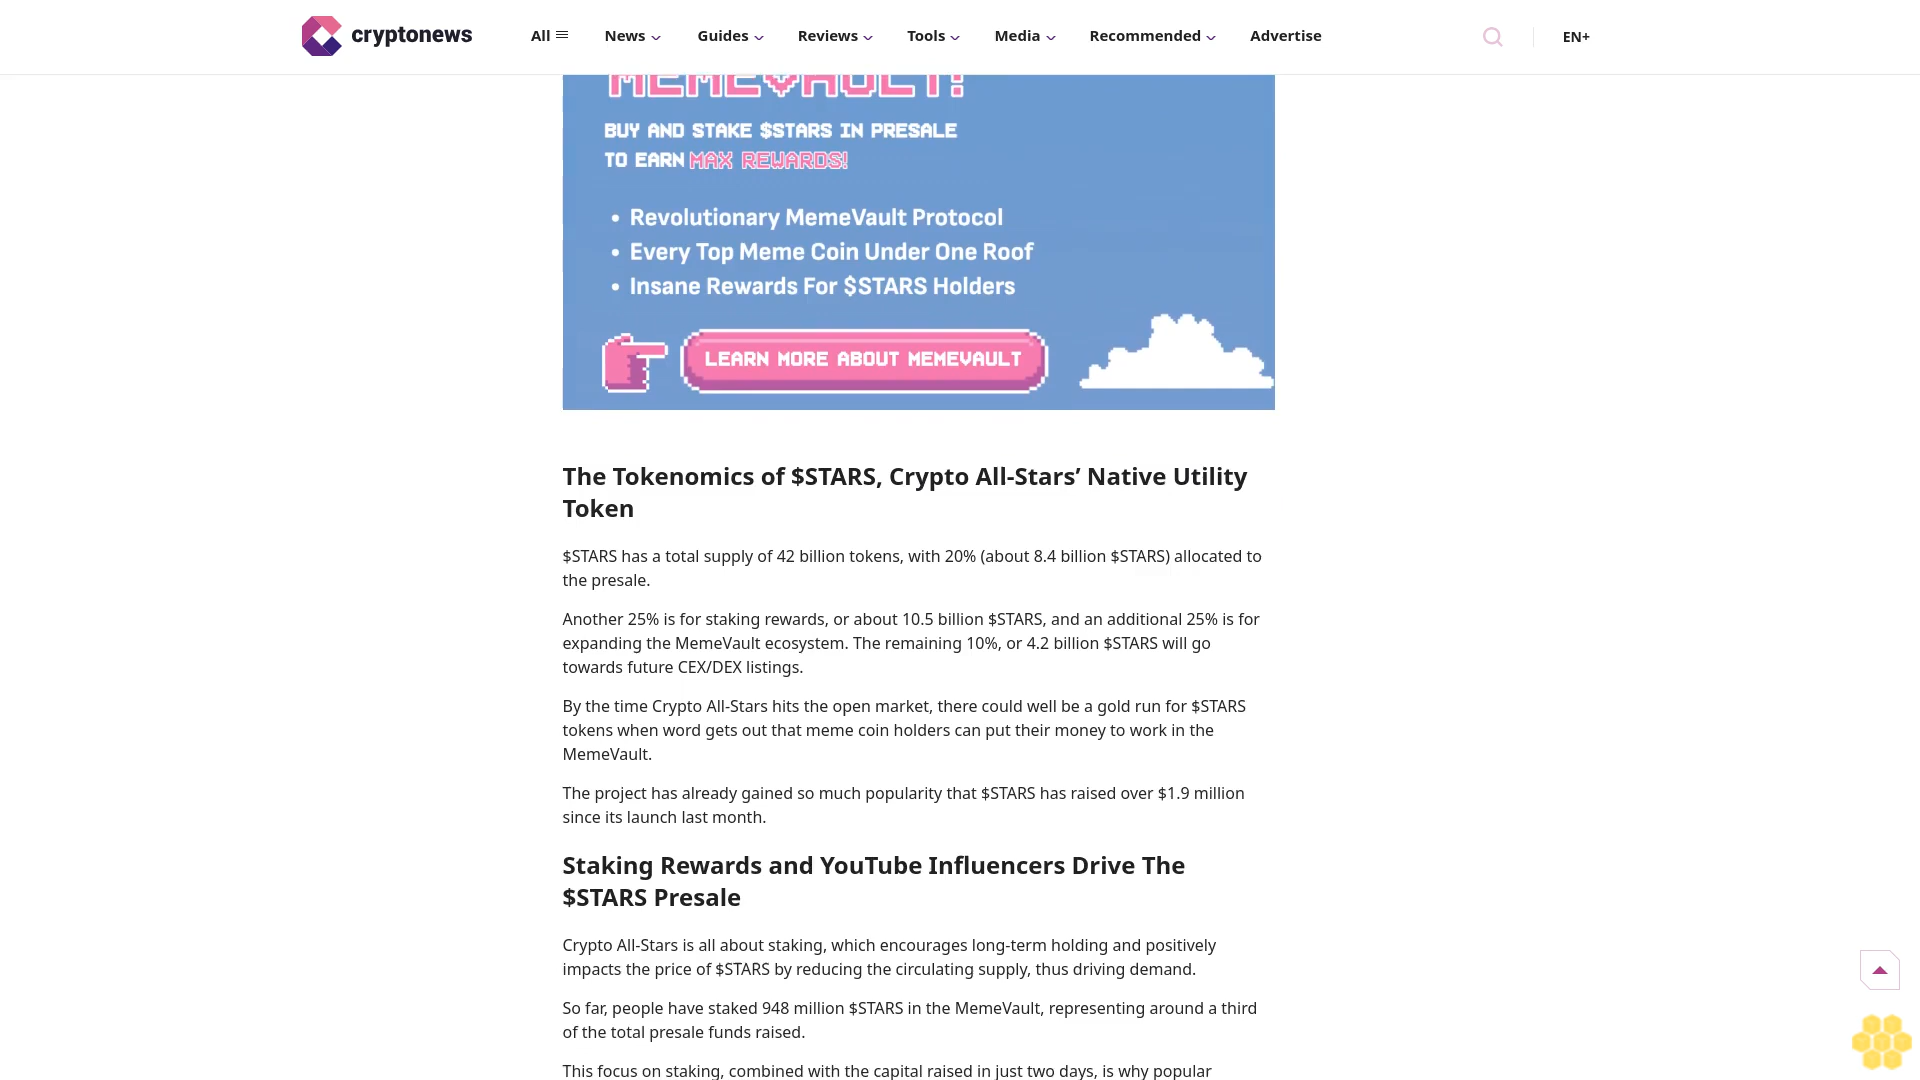 cryptonews
All
News
Guides
Reviews
Tools
Media
Recommended
Advertise
EN+
MEMEVAULT!
BUY AND STAKE $STARS IN PRESALE
TO EARN MAX REWARDS!
• Revolutionary MemeVault Protocol
• Every Top Meme Coin Under One Roof
• Insane Rewards For $STARS Holders
LEARN MORE ABOUT MEMEVAULT
The Tokenomics of $STARS, Crypto All-Stars’ Native Utility
Token
$STARS has a total supply of 42 billion tokens, with 20% (about 8.4 billion $STARS) allocated to
the presale.
Another 25% is for staking rewards, or about 10.5 billion $STARS, and an additional 25% is for
expanding the MemeVault ecosystem. The remaining 10%, or 4.2 billion $STARS will go
towards future CEX/DEX listings.
By the time Crypto All-Stars hits the open market, there could well be a gold run for $STARS
tokens when word gets out that meme coin holders can put their money to work in the
MemeVault.
The project has already gained so much popularity that $STARS has raised over $1.9 million
since its launch last month.
Staking Rewards and YouTube Influencers Drive The
$STARS Presale
Crypto All-Stars is all about staking, which encourages long-term holding and positively
impacts the price of $STARS by reducing the circulating supply, thus driving demand.
So far, people have staked 948 million $STARS in the MemeVault, representing around a third
of the total presale funds raised.
This focus on staking, combined with the capital raised in just two days, is why popular